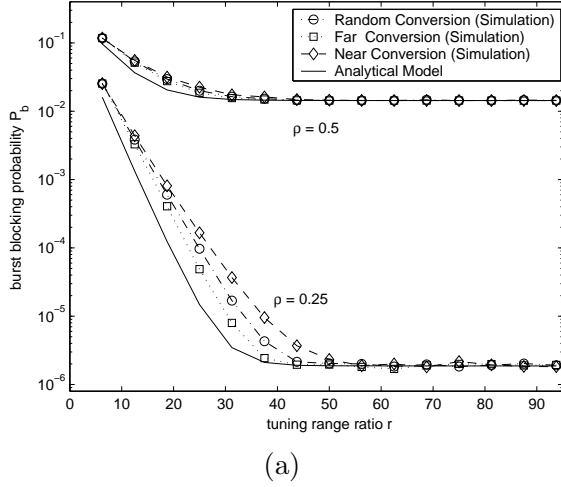 Random Conversion (Simulation)
Far Conversion (Simulation)
Near Conversion (Simulation)
Analytical Model
burst blocking probability P_b
10^-1
10^-2
10^-3
10^-4
10^-5
10^-6
ρ = 0.5
ρ = 0.25
0 10 20 30 40 50 60 70 80 90
tuning range ratio r
(a)